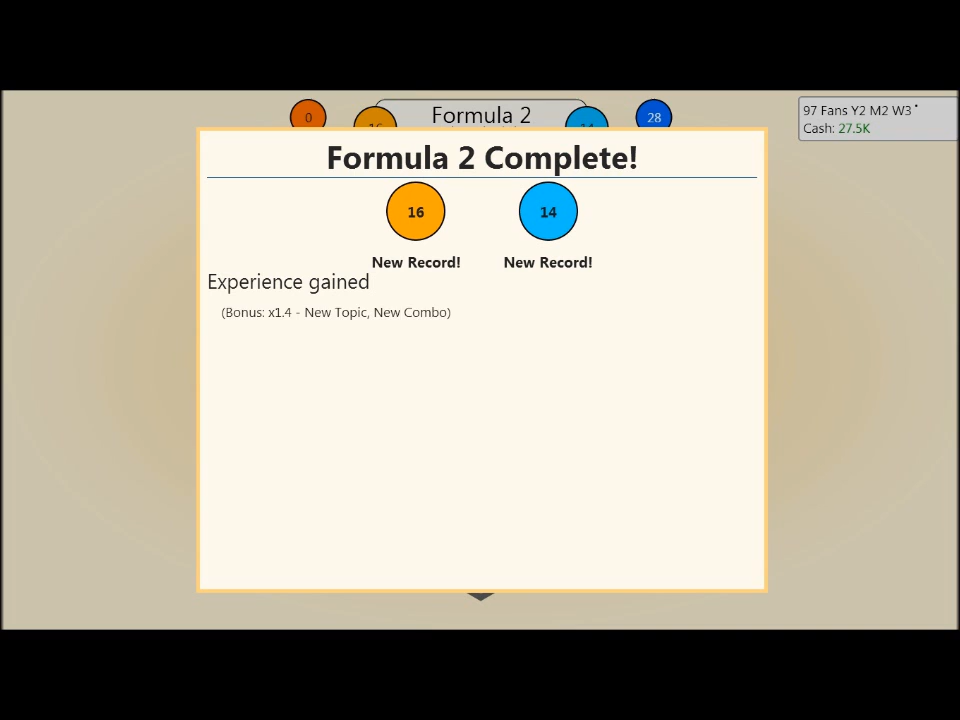 0
Formula 2
28
97 Fans Y2 M2 W3
Cash: 27.5K
Formula 2 Complete!
16
14
New Record!
New Record!
Experience gained
(Bonus: x1.4 - New Topic, New Combo)